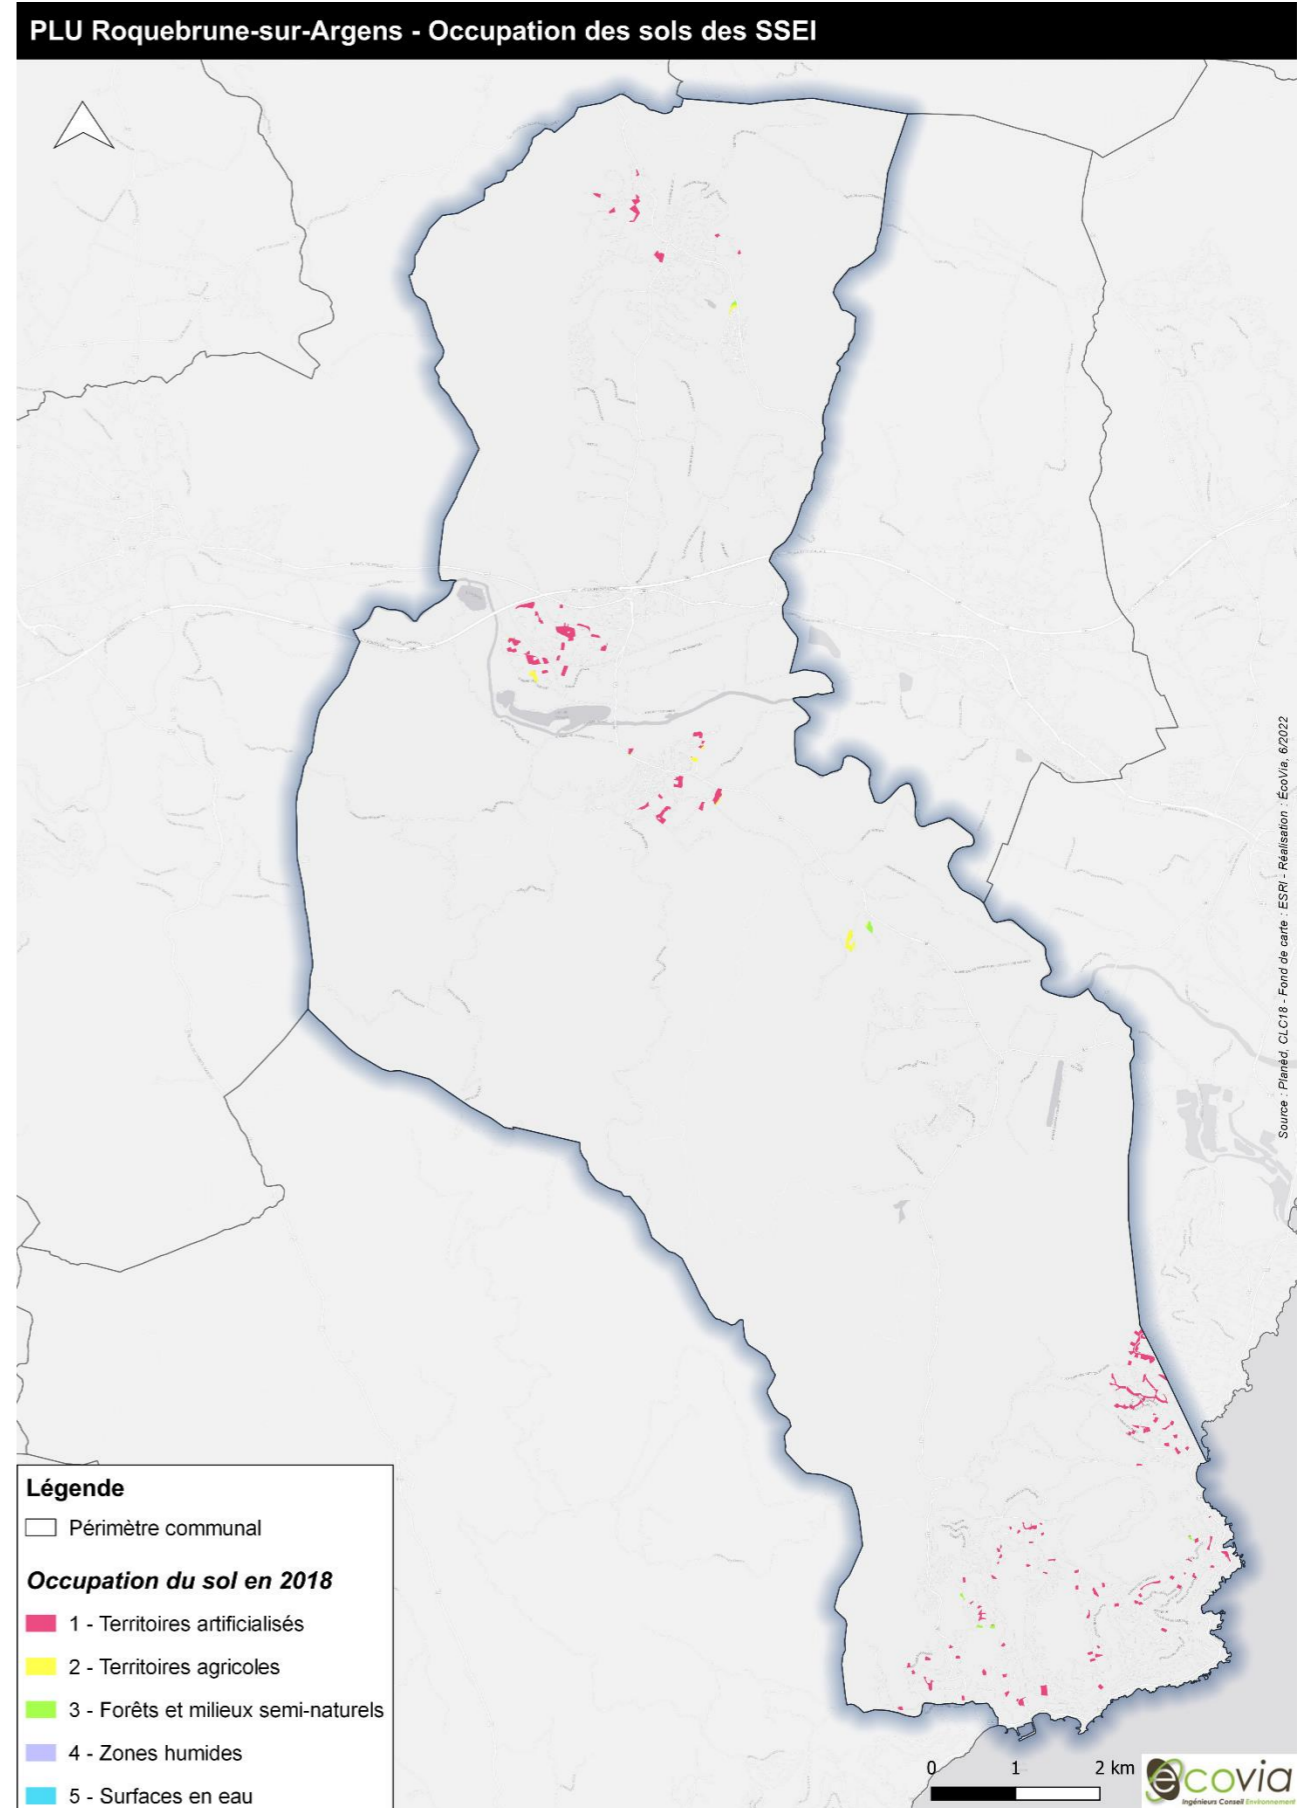 PLU Roquebrune-sur-Argens - Occupation des sols des SSEI
Source : Planèd, CLC18 - Fond de carte : ESRI - Réalisation : ÉcoVia, 6/2022
Légende
Périmètre communal
Occupation du sol en 2018
1 - Territoires artificialisés
2 - Territoires agricoles
3 - Forêts et milieux semi-naturels
4 - Zones humides
5 - Surfaces en eau
0 1 2 km
écovia
Ingénieurs Conseil Environnement